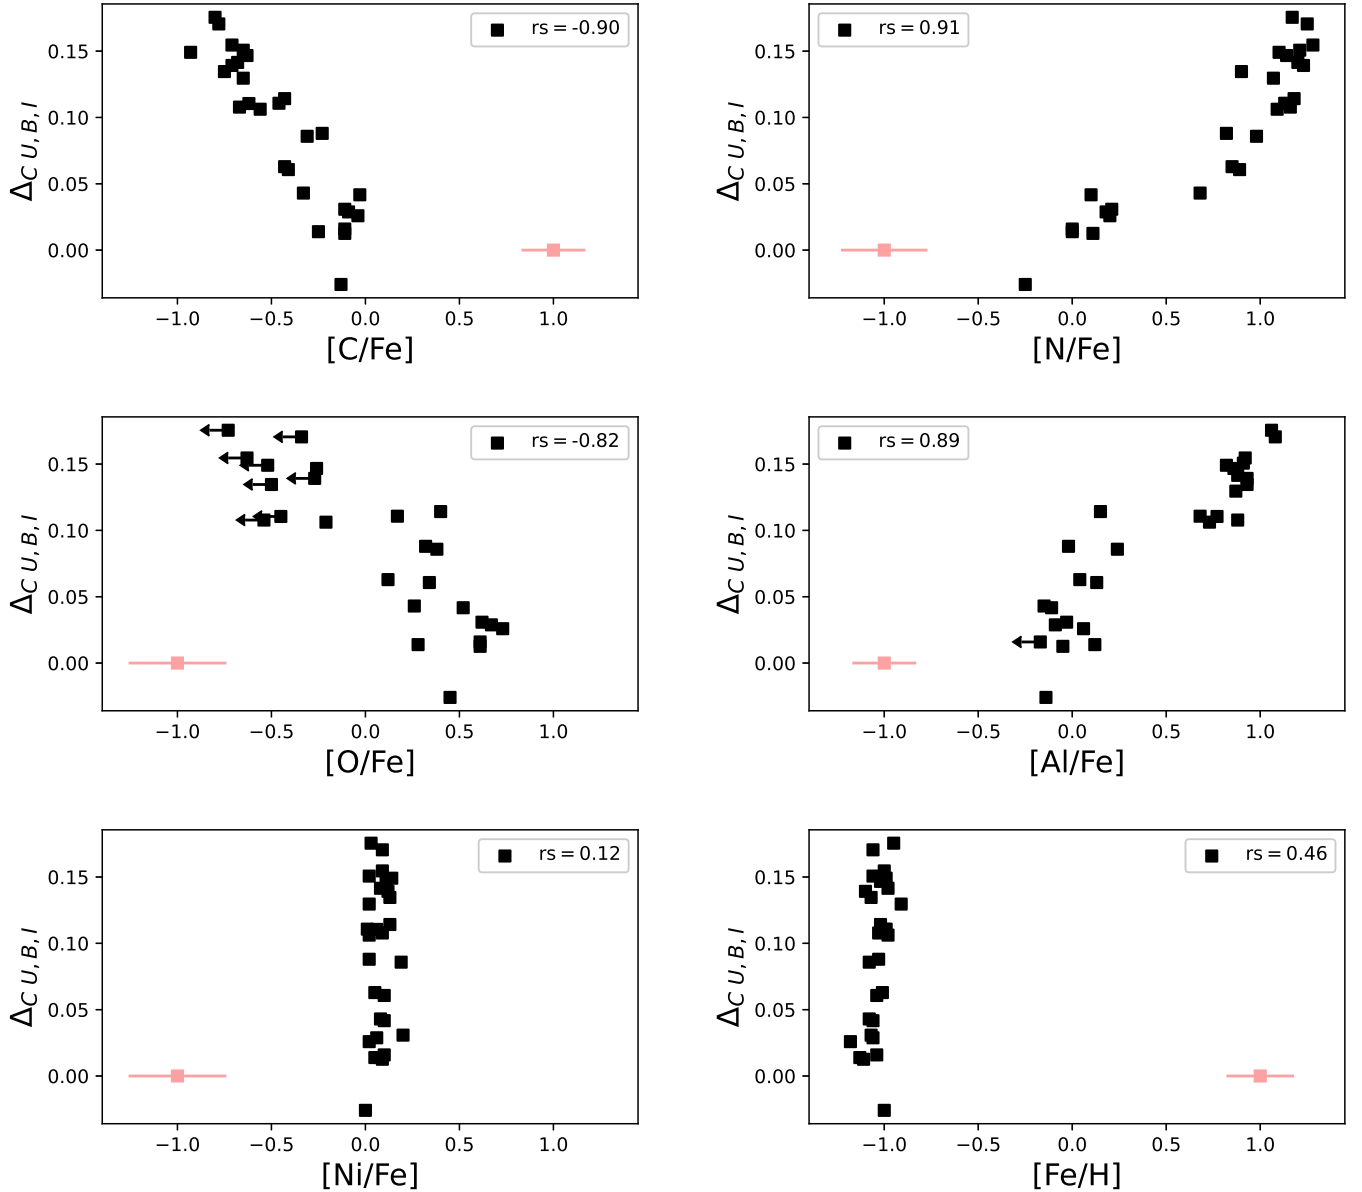 rs = -0.90
0.15
0.10
0.05
0.00
Δ C U, B, I
−1.0 −0.5 0.0 0.5 1.0
[C/Fe]
rs = 0.91
0.15
0.10
0.05
0.00
Δ C U, B, I
−1.0 −0.5 0.0 0.5 1.0
[N/Fe]
rs = -0.82
0.15
0.10
0.05
0.00
Δ C U, B, I
−1.0 −0.5 0.0 0.5 1.0
[O/Fe]
rs = 0.89
0.15
0.10
0.05
0.00
Δ C U, B, I
−1.0 −0.5 0.0 0.5 1.0
[Al/Fe]
rs = 0.12
0.15
0.10
0.05
0.00
Δ C U, B, I
−1.0 −0.5 0.0 0.5 1.0
[Ni/Fe]
rs = 0.46
0.15
0.10
0.05
0.00
Δ C U, B, I
−1.0 −0.5 0.0 0.5 1.0
[Fe/H]